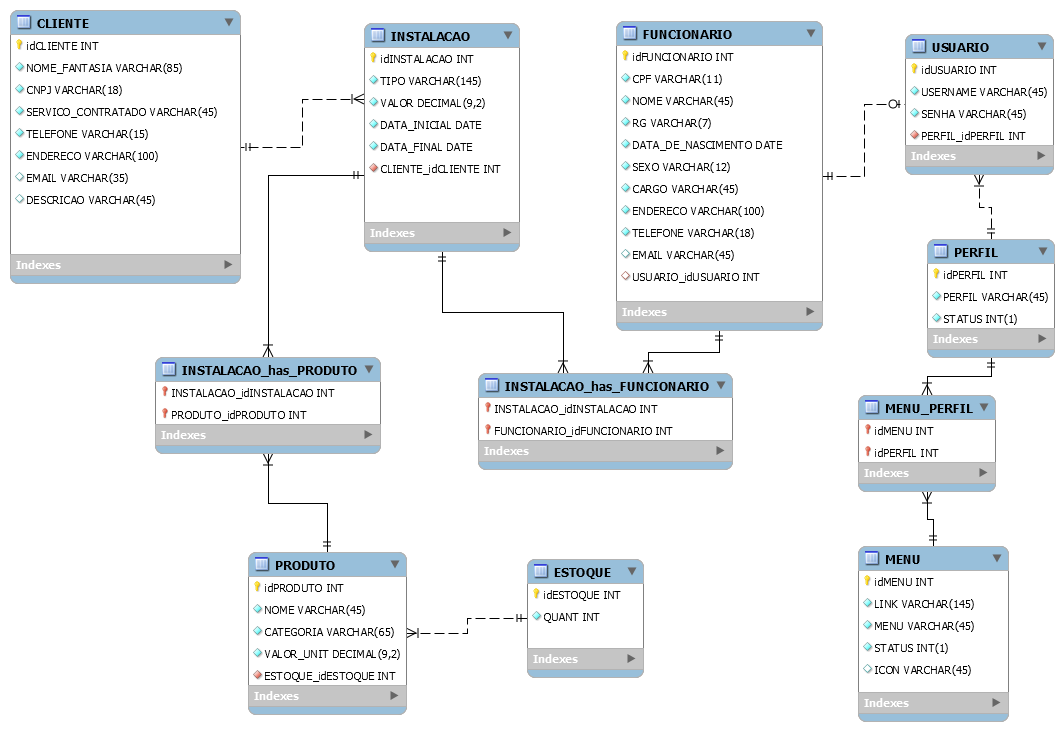 CLIENTE
idCLIENTE INT
NOME_FANTASIA VARCHAR(85)
CNPJ VARCHAR(18)
SERVICO_CONTRATADO VARCHAR(45)
TELEFONE VARCHAR(15)
ENDERECO VARCHAR(100)
EMAIL VARCHAR(35)
DESCRICAO VARCHAR(45)
Indexes
INSTALACAO
idINSTALACAO INT
TIPO VARCHAR(145)
VALOR DECIMAL(9,2)
DATA_INICIAL DATE
DATA_FINAL DATE
CLIENTE_idCLIENTE INT
Indexes
FUNCIONARIO
idFUNCIONARIO INT
CPF VARCHAR(11)
NOME VARCHAR(45)
RG VARCHAR(7)
DATA_DE_NASCIMENTO DATE
SEXO VARCHAR(12)
CARGO VARCHAR(45)
ENDERECO VARCHAR(100)
TELEFONE VARCHAR(18)
EMAIL VARCHAR(45)
USUARIO_idUSUARIO INT
Indexes
USUARIO
idUSUARIO INT
USERNAME VARCHAR(45)
SENHA VARCHAR(45)
PERFIL_idPERFIL INT
Indexes
PERFIL
idPERFIL INT
PERFIL VARCHAR(45)
STATUS INT(1)
Indexes
INSTALACAO_has_PRODUTO
INSTALACAO_idINSTALACAO INT
PRODUTO_idPRODUTO INT
Indexes
INSTALACAO_has_FUNCIONARIO
INSTALACAO_idINSTALACAO INT
FUNCIONARIO_idFUNCIONARIO INT
Indexes
MENU_PERFIL
idMENU INT
idPERFIL INT
Indexes
PRODUTO
idPRODUTO INT
NOME VARCHAR(45)
CATEGORIA VARCHAR(65)
VALOR_UNIT DECIMAL(9,2)
ESTOQUE_idESTOQUE INT
Indexes
ESTOQUE
idESTOQUE INT
QUANT INT
Indexes
MENU
idMENU INT
LINK VARCHAR(145)
MENU VARCHAR(45)
STATUS INT(1)
ICON VARCHAR(45)
Indexes